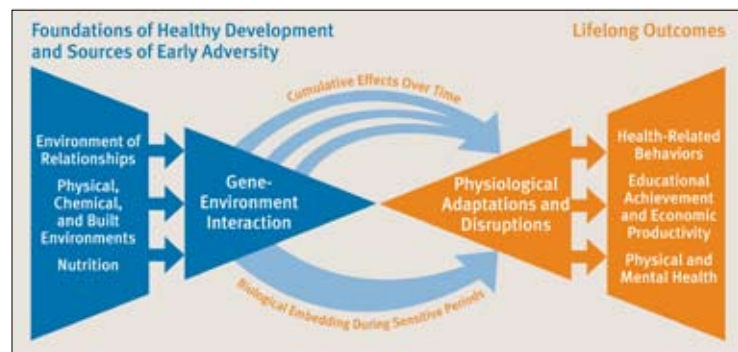 Foundations of Healthy Development
and Sources of Early Adversity
Lifelong Outcomes
Cumulative Effects Over Time
Environment of
Relationships
Physical,
Chemical,
and Built
Environments
Nutrition
Gene-
Environment
Interaction
Physiological
Adaptations and
Disruptions
Health-Related
Behaviors
Educational
Achievement
and Economic
Productivity
Physical and
Mental Health
Biological Embedding During Sensitive Periods